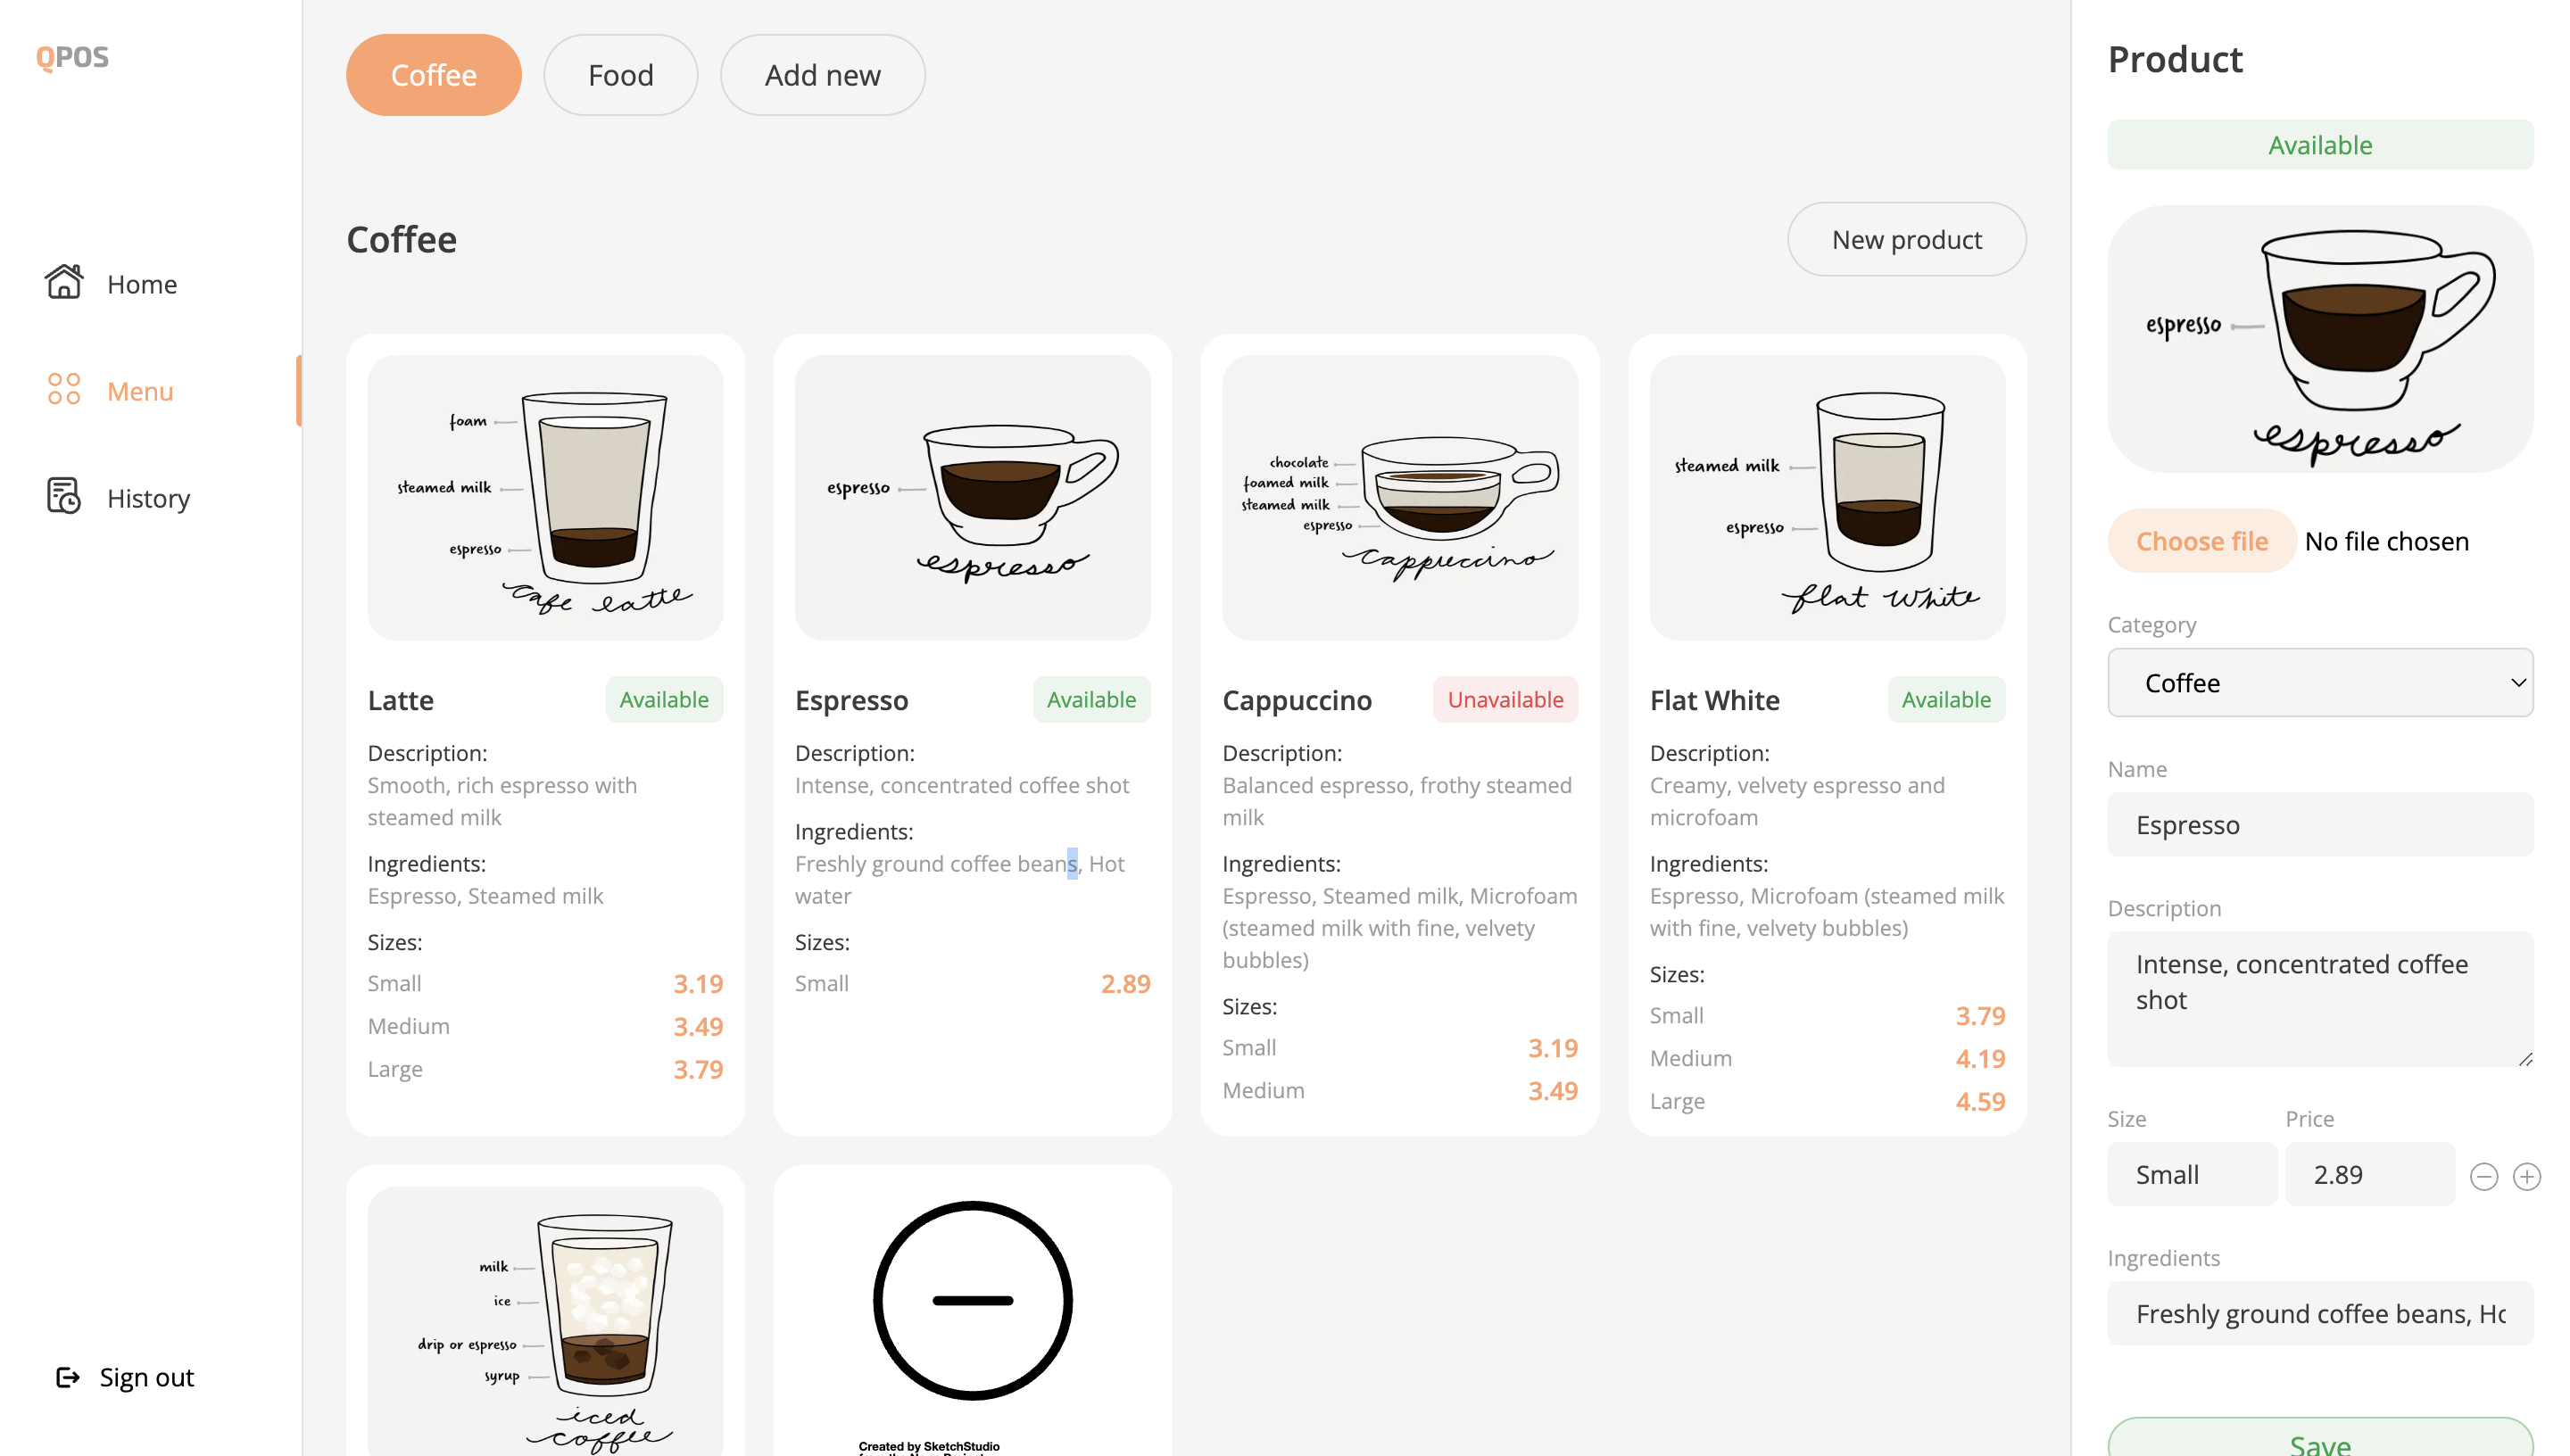 QPOS
Home
Menu
History
Sign out
Coffee
Food
Add new
Coffee
New product
foam
steamed milk
espresso
cafe latte
Latte
Available
Description:
Smooth, rich espresso with
steamed milk
Ingredients:
Espresso, Steamed milk
Sizes:
Small 3.19
Medium 3.49
Large 3.79
espresso
espresso
Espresso
Available
Description:
Intense, concentrated coffee shot
Ingredients:
Freshly ground coffee beans, Hot
water
Sizes:
Small 2.89
chocolate
foamed milk
steamed milk
espresso
cappuccino
Cappuccino
Unavailable
Description:
Balanced espresso, frothy steamed
milk
Ingredients:
Espresso, Steamed milk, Microfoam
(steamed milk with fine, velvety
bubbles)
Sizes:
Small 3.19
Medium 3.49
steamed milk
espresso
flat white
Flat White
Available
Description:
Creamy, velvety espresso and
microfoam
Ingredients:
Espresso, Microfoam (steamed milk
with fine, velvety bubbles)
Sizes:
Small 3.79
Medium 4.19
Large 4.59
milk
ice
drip or espresso
syrup
iced
coffee
Created by SketchStudio
Product
Available
espresso
espresso
Choose file No file chosen
Category
Coffee
Name
Espresso
Description
Intense, concentrated coffee
shot
Size Price
Small 2.89
Ingredients
Freshly ground coffee beans, Ho
Save